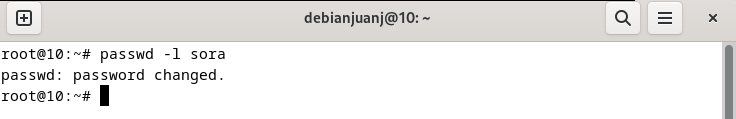 debianjuanj@10: ~
root@10:~# passwd -l sora
passwd: password changed.
root@10:~#